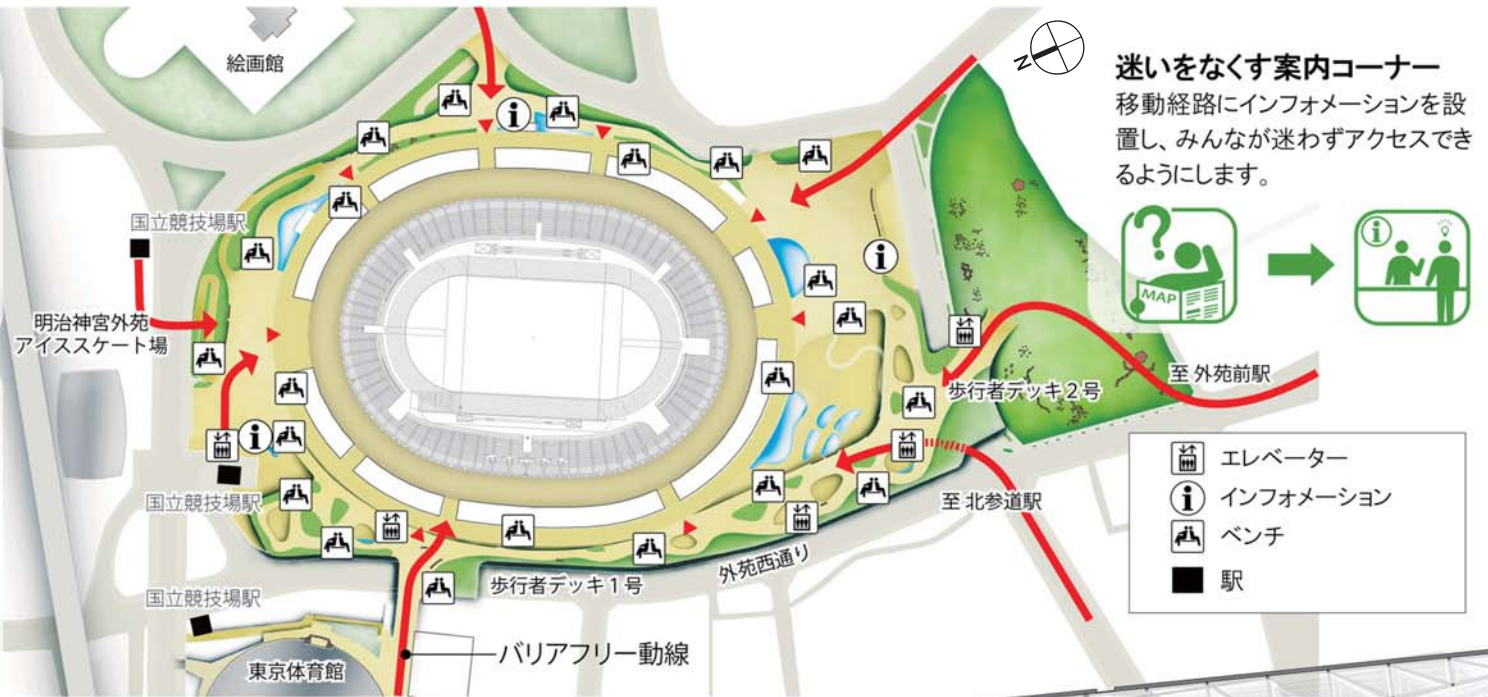 絵画館
N
迷いをなくす案内コーナー
移動経路にインフォメーションを設
置し、みんなが迷わずアクセスでき
るようにします。
?
MAP
i
i
i
i
国立競技場駅
明治神宮外苑
アイススケート場
国立競技場駅
国立競技場駅
東京体育館
バリアフリー動線
歩行者デッキ1号
外苑西通り
至 北参道駅
歩行者デッキ2号
至 外苑前駅
エレベーター
i
インフォメーション
ベンチ
駅